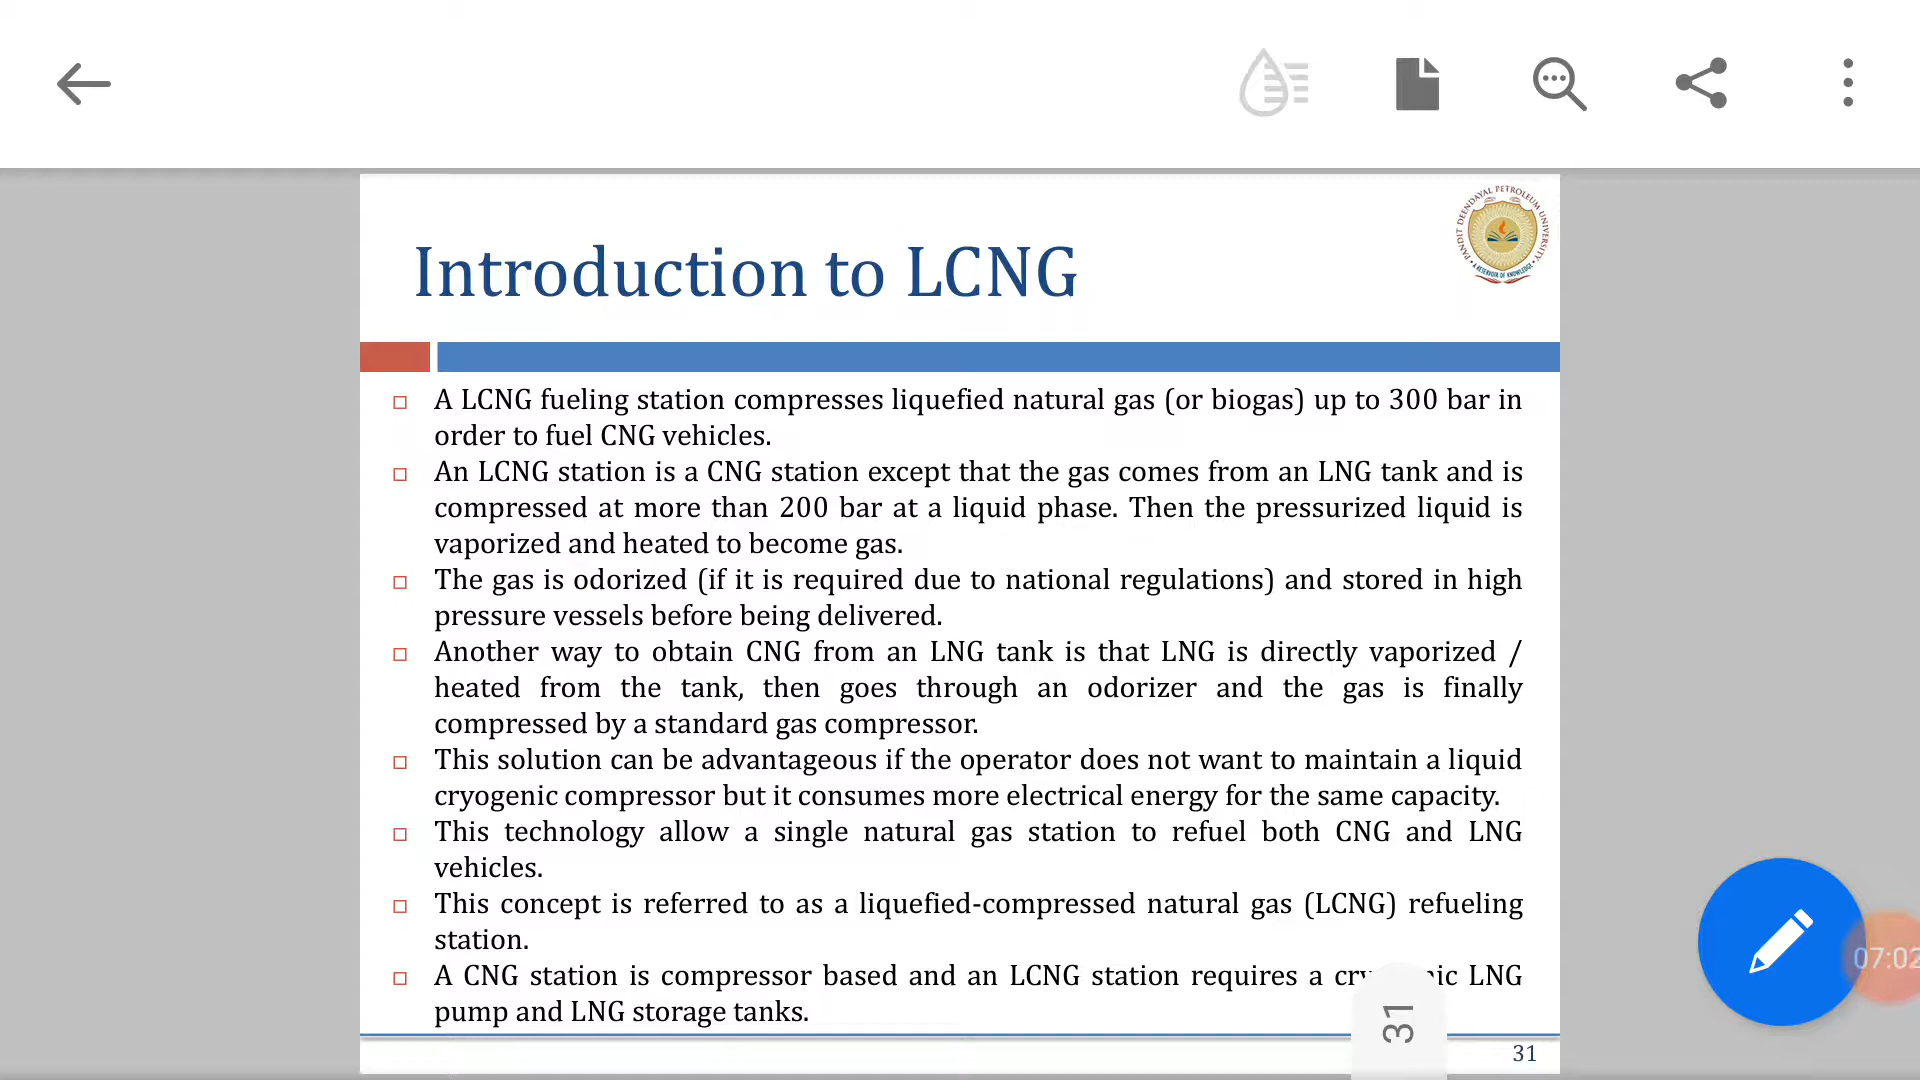 PANDIT DEENDAYAL PETROLEUM UNIVERSITY
A RESERVOIR OF KNOWLEDGE
Introduction to LCNG
A LCNG fueling station compresses liquefied natural gas (or biogas) up to 300 bar in
order to fuel CNG vehicles.
An LCNG station is a CNG station except that the gas comes from an LNG tank and is
compressed at more than 200 bar at a liquid phase. Then the pressurized liquid is
vaporized and heated to become gas.
The gas is odorized (if it is required due to national regulations) and stored in high
pressure vessels before being delivered.
Another way to obtain CNG from an LNG tank is that LNG is directly vaporized /
heated from the tank, then goes through an odorizer and the gas is finally
compressed by a standard gas compressor.
This solution can be advantageous if the operator does not want to maintain a liquid
cryogenic compressor but it consumes more electrical energy for the same capacity.
This technology allow a single natural gas station to refuel both CNG and LNG
vehicles.
This concept is referred to as a liquefied-compressed natural gas (LCNG) refueling
station.
A CNG station is compressor based and an LCNG station requires a LNG
pump and LNG storage tanks.
31
31
07:02